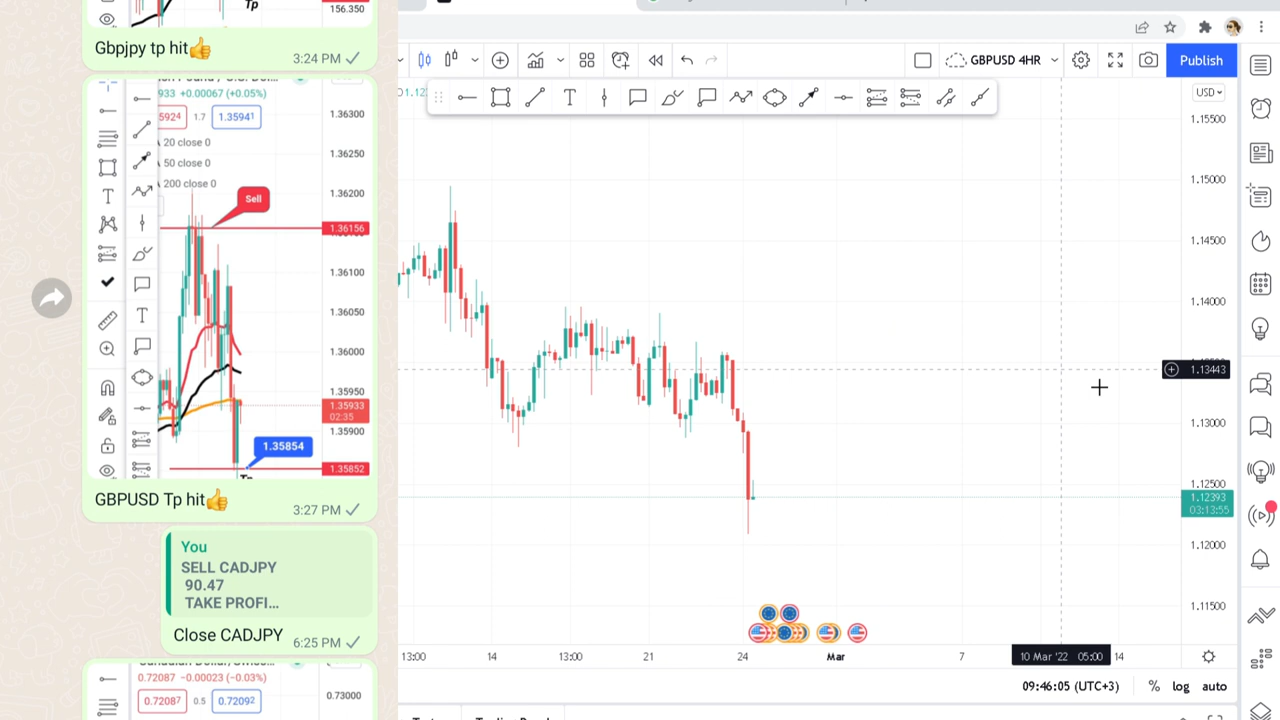 156.350
Tp
Gbpjpy tp hit👍
3:24 PM
933 +0.00067 (+0.05%)
5924
1.7
1.35941
20 close 0
50 close 0
200 close 0
Sell
1.36300
1.36250
1.36200
1.36156
1.36100
1.36050
1.36000
1.35950
1.35933
02:35
1.35900
1.35854
1.35852
GBPUSD Tp hit👍
3:27 PM
You
SELL CADJPY
90.47
TAKE PROFI…
Close CADJPY
6:25 PM
0.72087 −0.00023 (−0.03%)
0.72087
0.5
0.72092
0.73000
GBPUSD 4HR
Publish
USD
1.15500
1.15000
1.14500
1.14000
1.13443
1.13000
1.12500
1.12393
03:13:55
1.12000
1.11500
13:00
14
13:00
21
24
Mar
7
10 Mar '22 05:00
14
09:46:05 (UTC+3)
%
log
auto